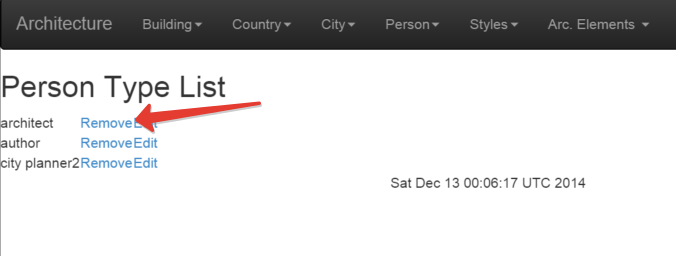 Architecture Building Country City Person Styles Arc. Elements
Person Type List
architect RemoveEdit
author RemoveEdit
city planner2RemoveEdit
Sat Dec 13 00:06:17 UTC 2014